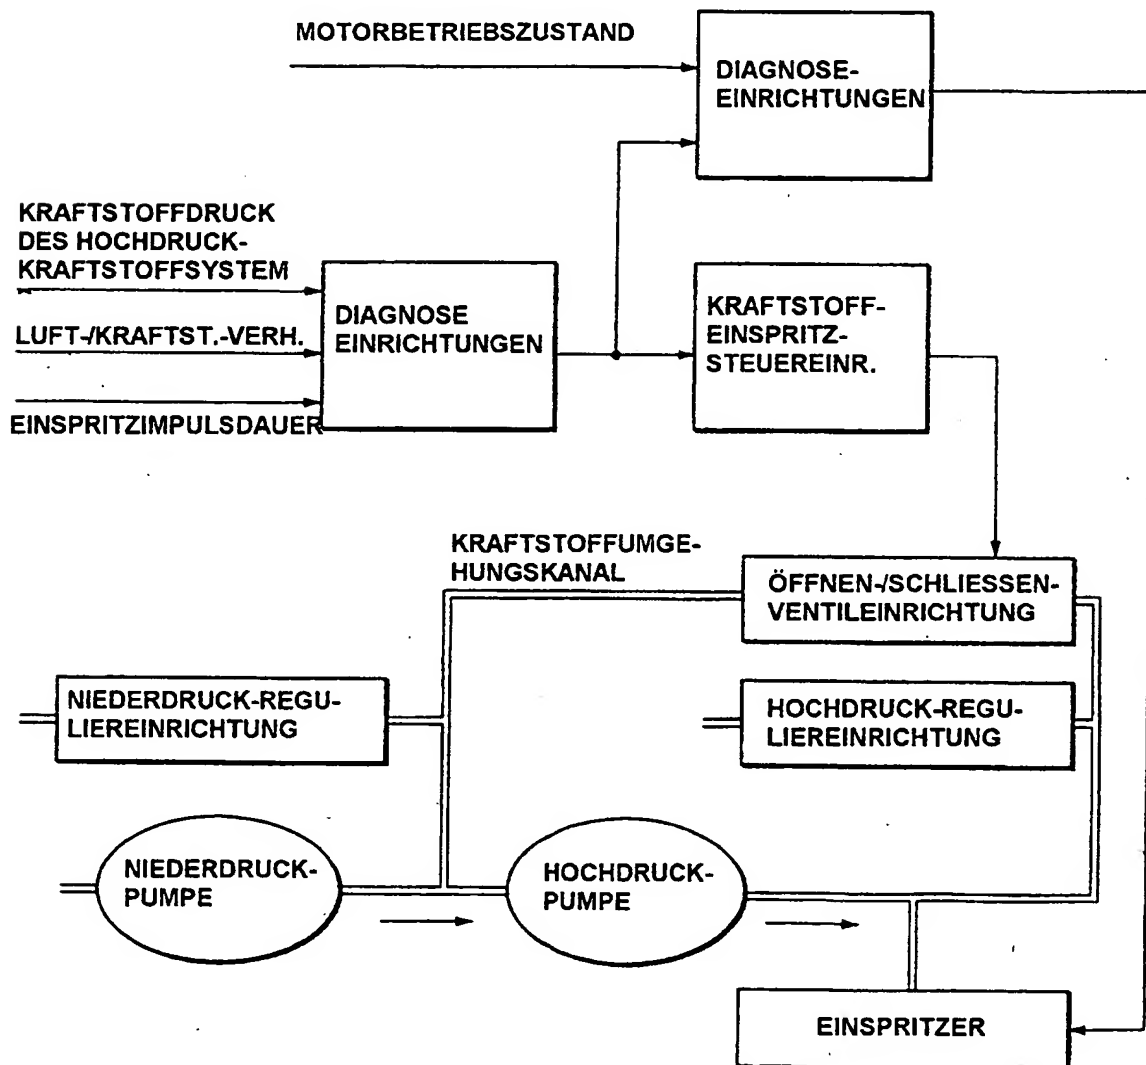 MOTORBETRIEBSZUSTAND
DIAGNOSE-
EINRICHTUNGEN
KRAFTSTOFFDRUCK
DES HOCHDRUCK-
KRAFTSTOFFSYSTEM
LUFT-/KRAFTST.-VERH.
EINSPRITZIMPULSDAUER
DIAGNOSE
EINRICHTUNGEN
KRAFTSTOFF-
EINSPRITZ-
STEUEREINR.
KRAFTSTOFFUMGE-
HUNGSKANAL
ÖFFNEN-/SCHLIESSEN-
VENTILEINRICHTUNG
NIEDERDRUCK-REGU-
LIEREINRICHTUNG
HOCHDRUCK-REGU-
LIEREINRICHTUNG
NIEDERDRUCK-
PUMPE
HOCHDRUCK-
PUMPE
EINSPRITZER